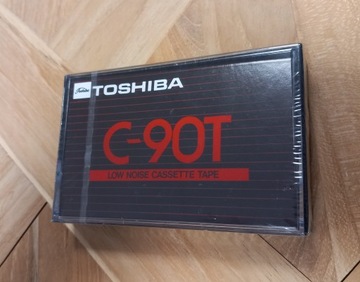 TOSHIBA
C-90T
LOW NOISE CASSETTE TAPE